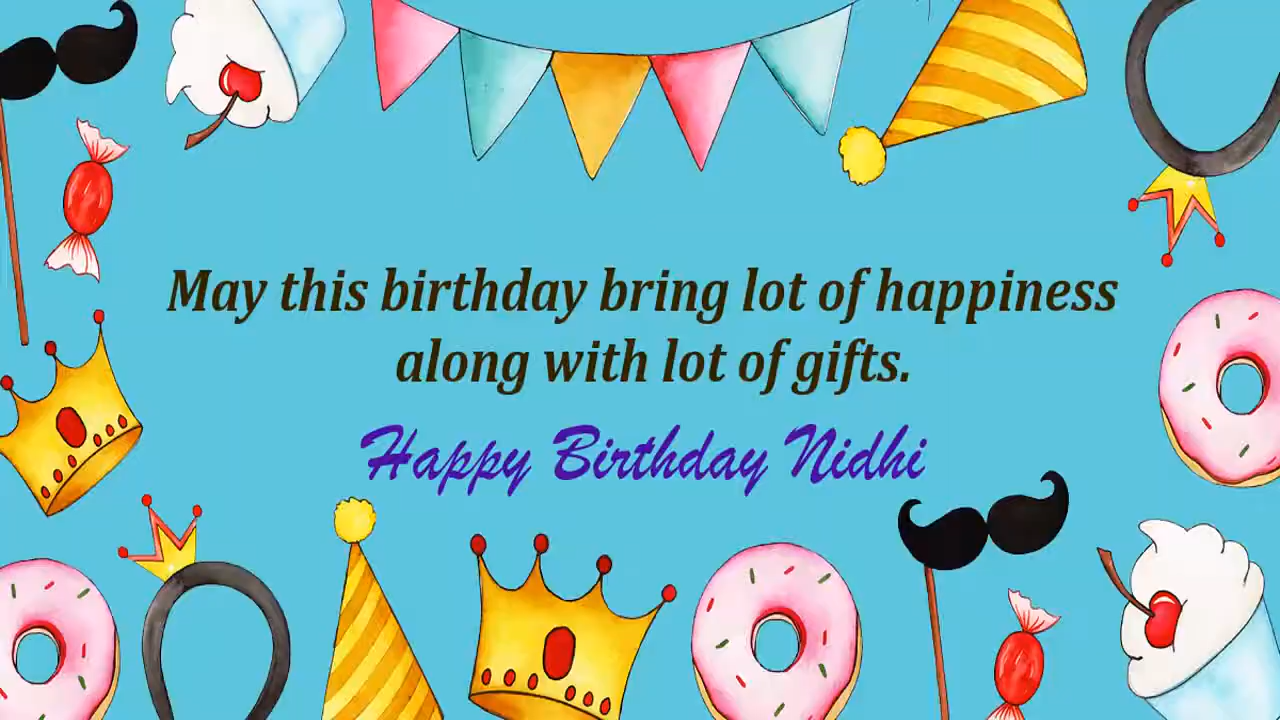 May this birthday bring lot of happiness
along with lot of gifts.
Happy Birthday Nidhi